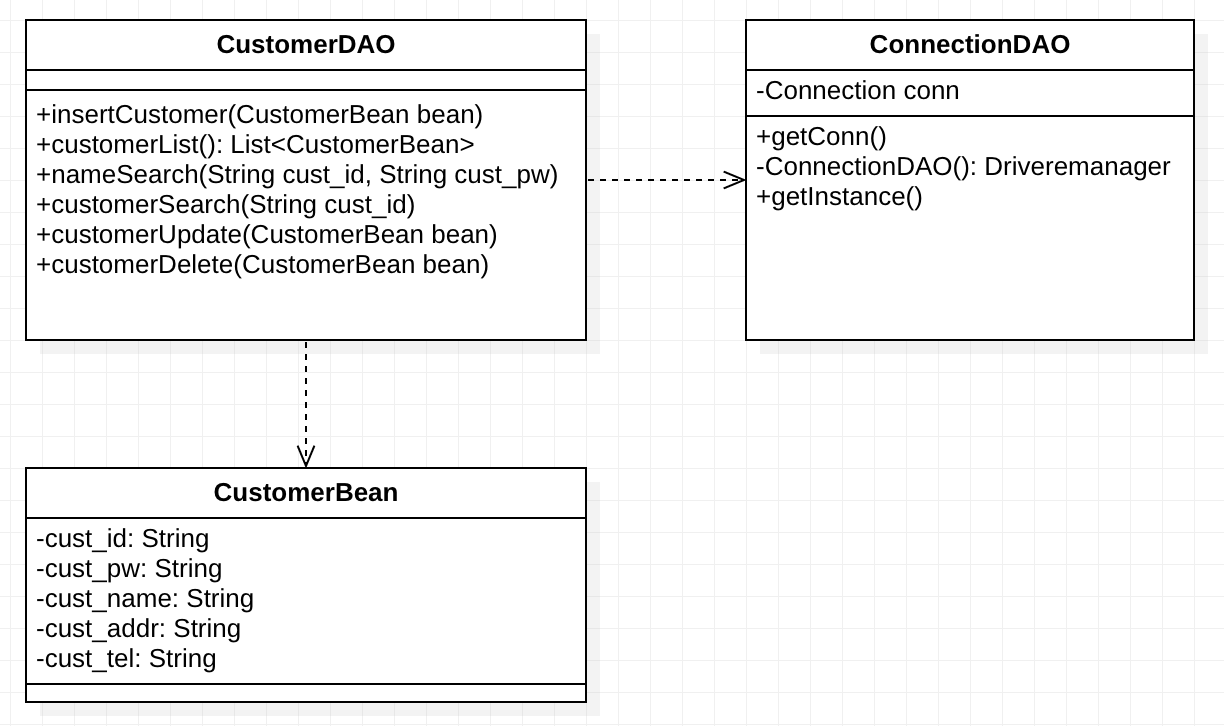 CustomerDAO
+insertCustomer(CustomerBean bean)
+customerList(): List<CustomerBean>
+nameSearch(String cust_id, String cust_pw)
+customerSearch(String cust_id)
+customerUpdate(CustomerBean bean)
+customerDelete(CustomerBean bean)
ConnectionDAO
-Connection conn
+getConn()
-ConnectionDAO(): Driveremanager
+getInstance()
CustomerBean
-cust_id: String
-cust_pw: String
-cust_name: String
-cust_addr: String
-cust_tel: String